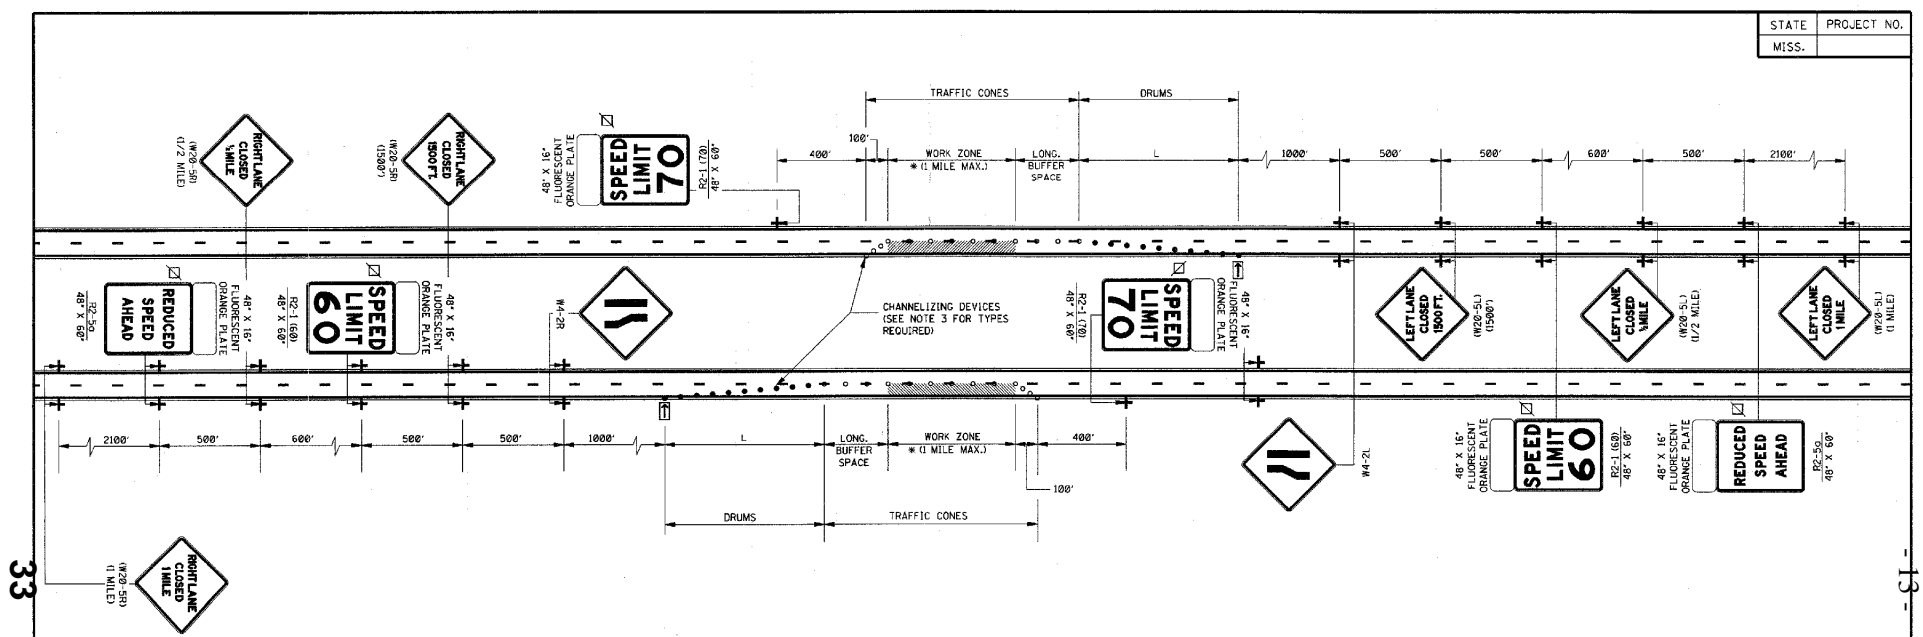 STATE PROJECT NO.
MISS.
TRAFFIC CONES
DRUMS
RIGHT LANE
CLOSED
½MILE
(W20-5R)
(1/2 MILE)
RIGHT LANE
CLOSED
1500 FT.
(W20-5R)
(1500')
SPEED
LIMIT
70
48" X 16"
FLUORESCENT
ORANGE PLATE
R2-1 (70)
48" X 60"
400'
100'
WORK ZONE
* (1 MILE MAX.)
LONG.
BUFFER
SPACE
L
1000'
500'
500'
600'
500'
2100'
REDUCED
SPEED
AHEAD
R2-5a
48" X 60"
48" X 16"
FLUORESCENT
ORANGE PLATE
SPEED
LIMIT
60
R2-1 (60)
48" X 60"
48" X 16"
FLUORESCENT
ORANGE PLATE
W4-2R
CHANNELIZING DEVICES
(SEE NOTE 3 FOR TYPES
REQUIRED)
SPEED
LIMIT
70
R2-1 (70)
48" X 60"
48" X 16"
FLUORESCENT
ORANGE PLATE
LEFT LANE
CLOSED
1500 FT.
(W20-5L)
(1500')
LEFT LANE
CLOSED
½MILE
(W20-5L)
(1/2 MILE)
LEFT LANE
CLOSED
1 MILE
(W20-5L)
(1 MILE)
2100'
500'
600'
500'
500'
1000'
L
LONG.
BUFFER
SPACE
WORK ZONE
* (1 MILE MAX.)
400'
100'
DRUMS
TRAFFIC CONES
W4-2L
SPEED
LIMIT
60
48" X 16"
FLUORESCENT
ORANGE PLATE
R2-1 (60)
48" X 60"
REDUCED
SPEED
AHEAD
48" X 16"
FLUORESCENT
ORANGE PLATE
R2-5a
48" X 60"
RIGHT LANE
CLOSED
1 MILE
(W20-5R)
(1 MILE)
33
- 13 -